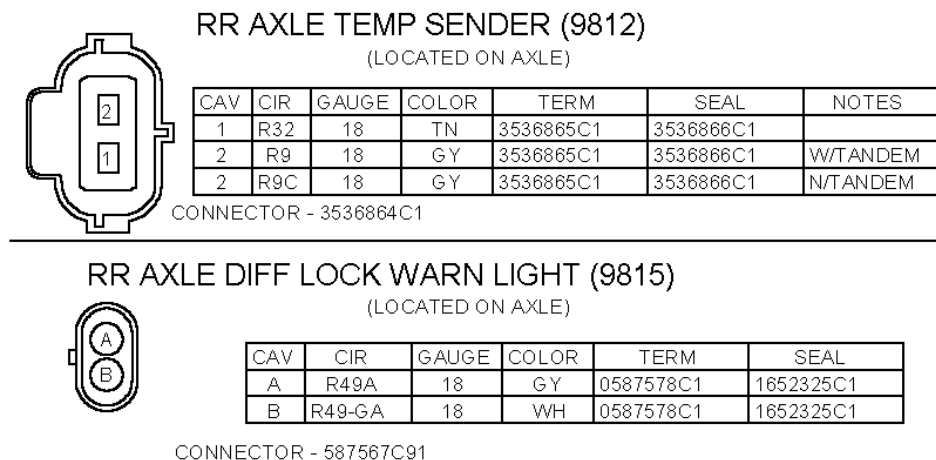 RR AXLE TEMP SENDER (9812)
(LOCATED ON AXLE)
2
1
CAV CIR GAUGE COLOR TERM SEAL NOTES
1 R32 18 TN 3536865C1 3536866C1
2 R9 18 GY 3536865C1 3536866C1 W/TANDEM
2 R9C 18 GY 3536865C1 3536866C1 N/TANDEM
CONNECTOR - 3536864C1
RR AXLE DIFF LOCK WARN LIGHT (9815)
(LOCATED ON AXLE)
A
B
CAV CIR GAUGE COLOR TERM SEAL
A R49A 18 GY 0587578C1 1652325C1
B R49-GA 18 WH 0587578C1 1652325C1
CONNECTOR - 587567C91